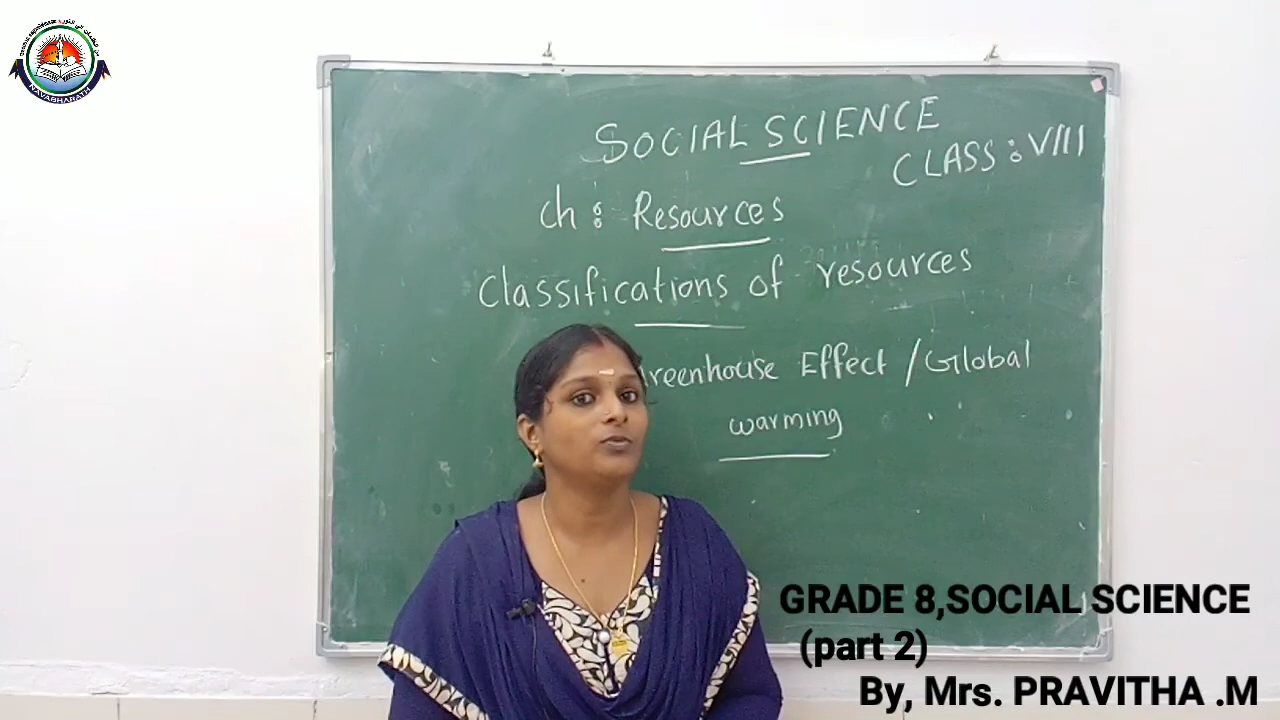 NAVABHARATH
SOCIAL SCIENCE
CLASS : VIII
ch : Resources
Classifications of resources
reenhouse Effect / Global
warming
GRADE 8,SOCIAL SCIENCE
(part 2)
By, Mrs. PRAVITHA .M